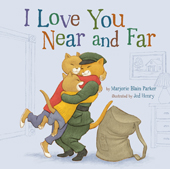 I Love You
Near and Far
by Marjorie Blain Parker
illustrated by Jed Henry